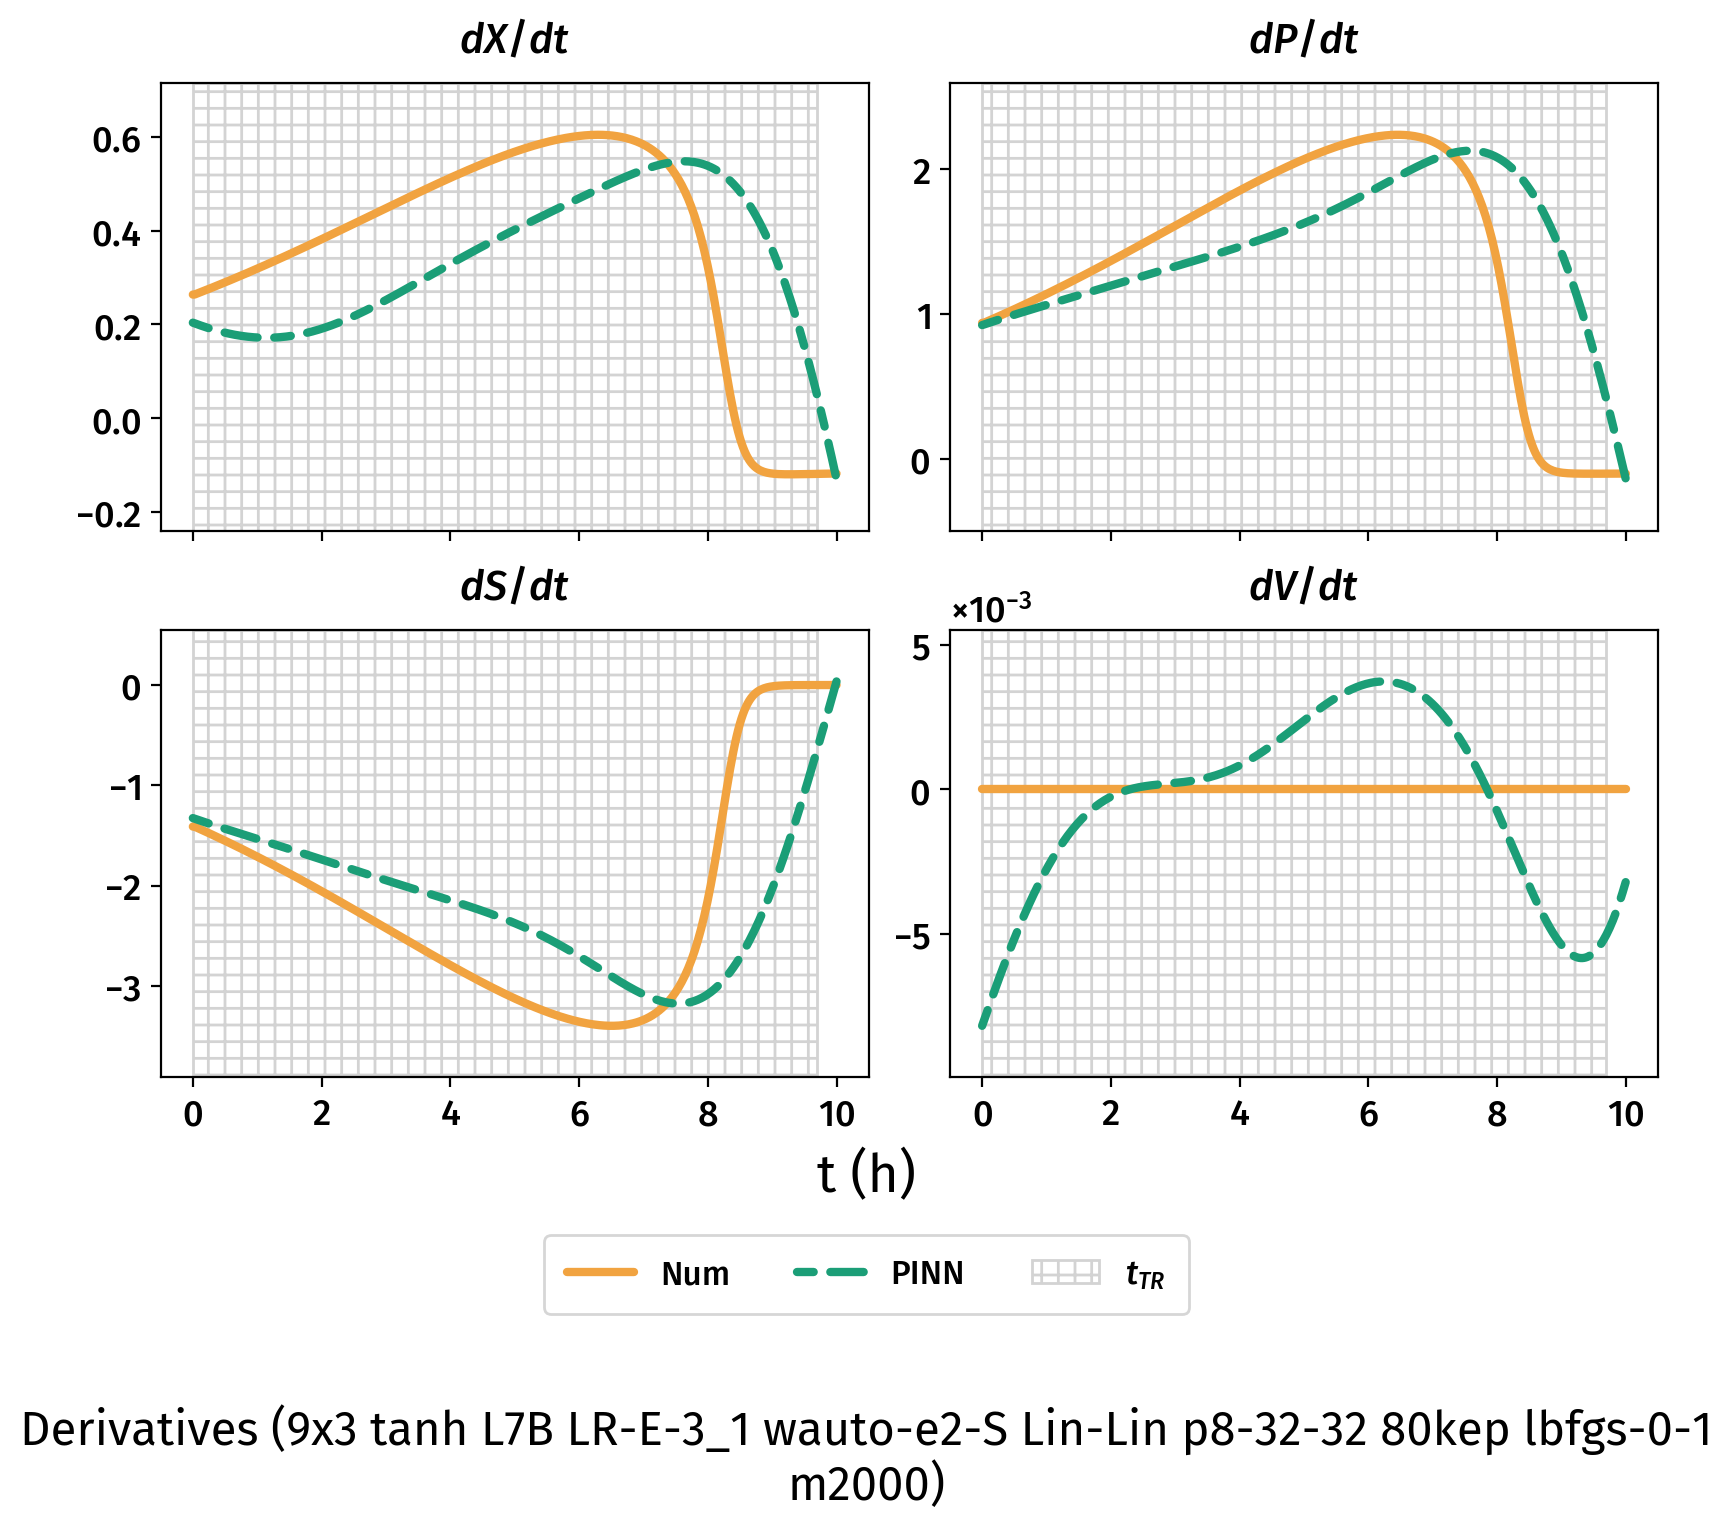 dX/dt
dP/dt
0.6
0.4
0.2
0.0
−0.2
2
1
0
dS/dt
dV/dt
×10⁻³
0
−1
−2
−3
5
0
−5
0 2 4 6 8 10
0 2 4 6 8 10
t (h)
Num PINN t_TR
Derivatives (9x3 tanh L7B LR-E-3_1 wauto-e2-S Lin-Lin p8-32-32 80kep lbfgs-0-1
m2000)